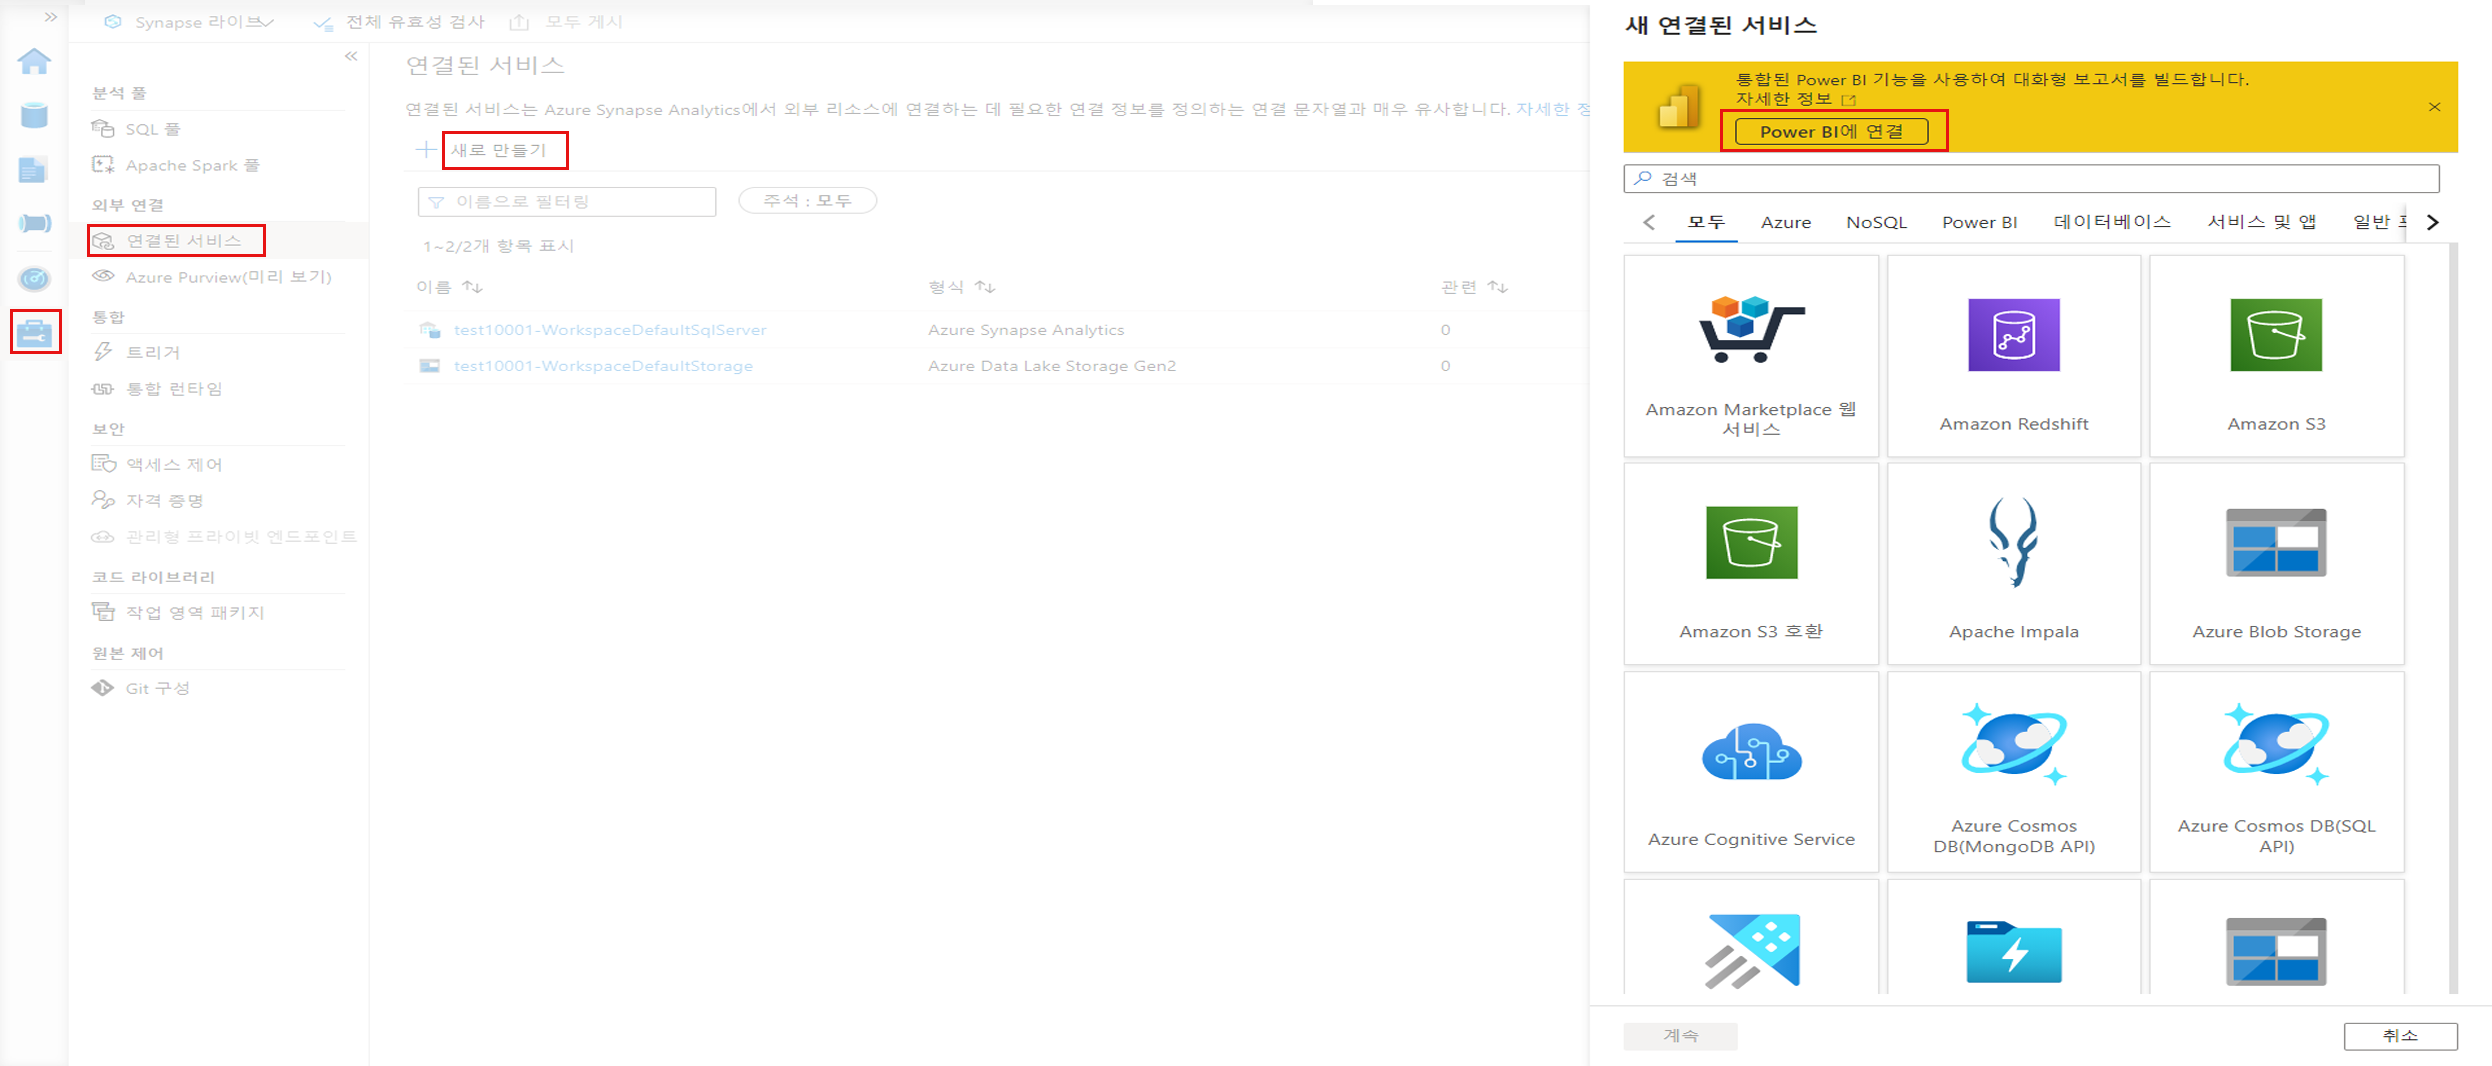 Synapse 라이브
전체 유효성 검사
모두 게시
분석 풀
SQL 풀
Apache Spark 풀
외부 연결
연결된 서비스
Azure Purview(미리 보기)
통합
트리거
통합 런타임
보안
액세스 제어
자격 증명
관리형 프라이빗 엔드포인트
코드 라이브러리
작업 영역 패키지
원본 제어
Git 구성
연결된 서비스
연결된 서비스는 Azure Synapse Analytics에서 외부 리소스에 연결하는 데 필요한 연결 정보를 정의하는 연결 문자열과 매우 유사합니다. 자세한 정
새로 만들기
이름으로 필터링
주석 : 모두
1~2/2개 항목 표시
이름 형식 관련
test10001-WorkspaceDefaultSqlServer Azure Synapse Analytics 0
test10001-WorkspaceDefaultStorage Azure Data Lake Storage Gen2 0
새 연결된 서비스
통합된 Power BI 기능을 사용하여 대화형 보고서를 빌드합니다.
자세한 정보
Power BI에 연결
검색
모두 Azure NoSQL Power BI 데이터베이스 서비스 및 앱 일반
Amazon Marketplace 웹
서비스
Amazon Redshift
Amazon S3
Amazon S3 호환
Apache Impala
Azure Blob Storage
Azure Cognitive Service
Azure Cosmos
DB(MongoDB API)
Azure Cosmos DB(SQL
API)
계속
취소